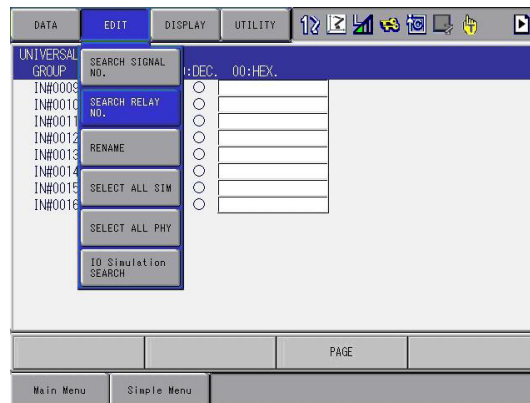 DATA EDIT DISPLAY UTILITY
UNIVERSAL
GROUP :DEC. 00:HEX.
SEARCH SIGNAL
NO.
IN#0009
IN#0010
SEARCH RELAY
NO.
IN#0011
IN#0012
RENAME
IN#0013
IN#0014
IN#0015
SELECT ALL SIM
IN#0016
SELECT ALL PHY
IO Simulation
SEARCH
PAGE
Main Menu Simple Menu